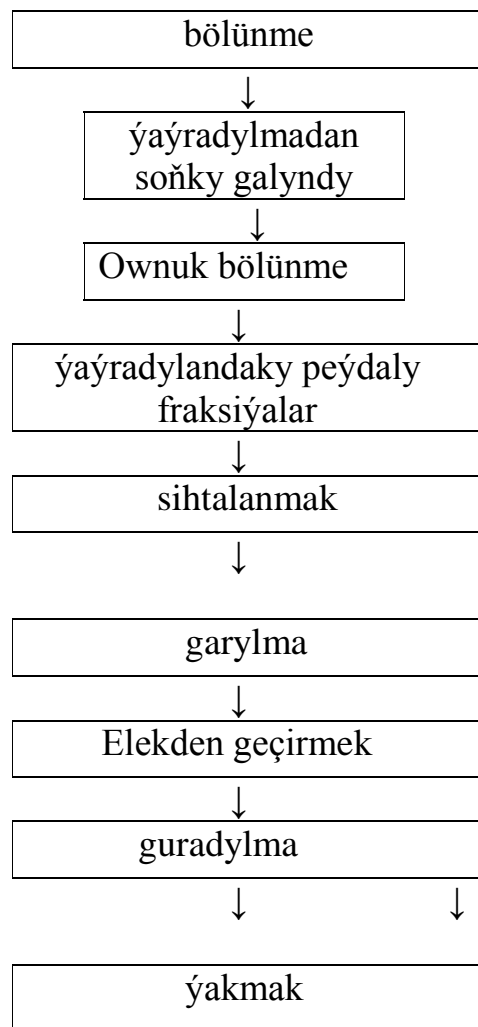 bölünme
↓
ýaýradylmadan
soňky galyndy
↓
Ownuk bölünme
↓
ýaýradylandaky peýdaly
fraksiýalar
↓
sihtalanmak
↓
garylma
↓
Elekden geçirmek
↓
guradylma
↓ ↓
ýakmak